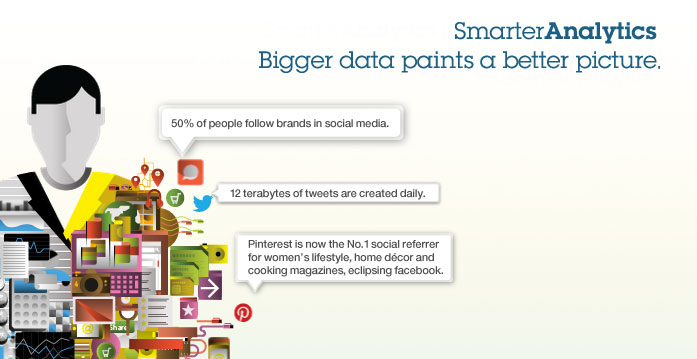 SmarterAnalytics
Bigger data paints a better picture.
50% of people follow brands in social media.
12 terabytes of tweets are created daily.
Pinterest is now the No.1 social referrer
for women's lifestyle, home décor and
cooking magazines, eclipsing facebook.
Share